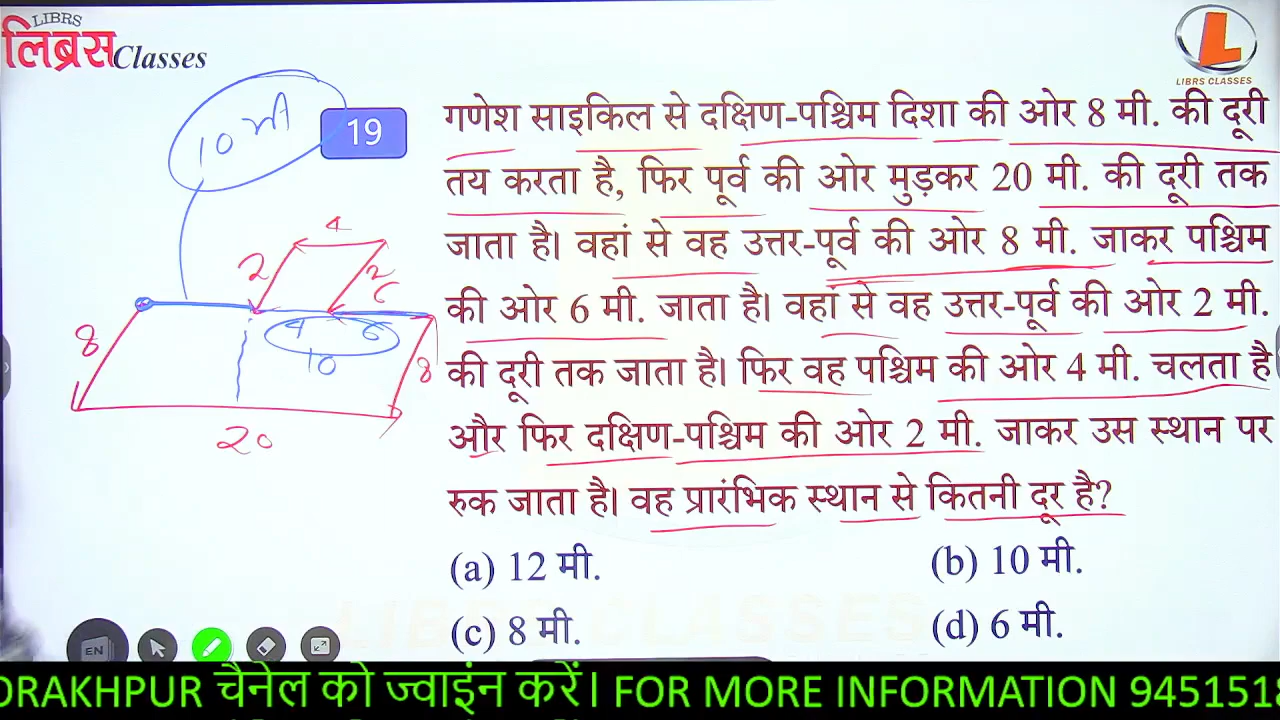 LIBRS
लिब्रस Classes
LIBRS CLASSES
10 मी
19
गणेश साइकिल से दक्षिण-पश्चिम दिशा की ओर 8 मी. की दूरी
तय करता है, फिर पूर्व की ओर मुड़कर 20 मी. की दूरी तक
जाता है। वहां से वह उत्तर-पूर्व की ओर 8 मी. जाकर पश्चिम
की ओर 6 मी. जाता है। वहां से वह उत्तर-पूर्व की ओर 2 मी.
की दूरी तक जाता है। फिर वह पश्चिम की ओर 4 मी. चलता है
और फिर दक्षिण-पश्चिम की ओर 2 मी. जाकर उस स्थान पर
रुक जाता है। वह प्रारंभिक स्थान से कितनी दूर है?
(a) 12 मी.
(b) 10 मी.
(c) 8 मी.
(d) 6 मी.
4
2 2
6
8 4 6 8
10
20
LIBRS CLASSES
EN
ORAKHPUR चैनेल को ज्वाइंन करें। FOR MORE INFORMATION 945151